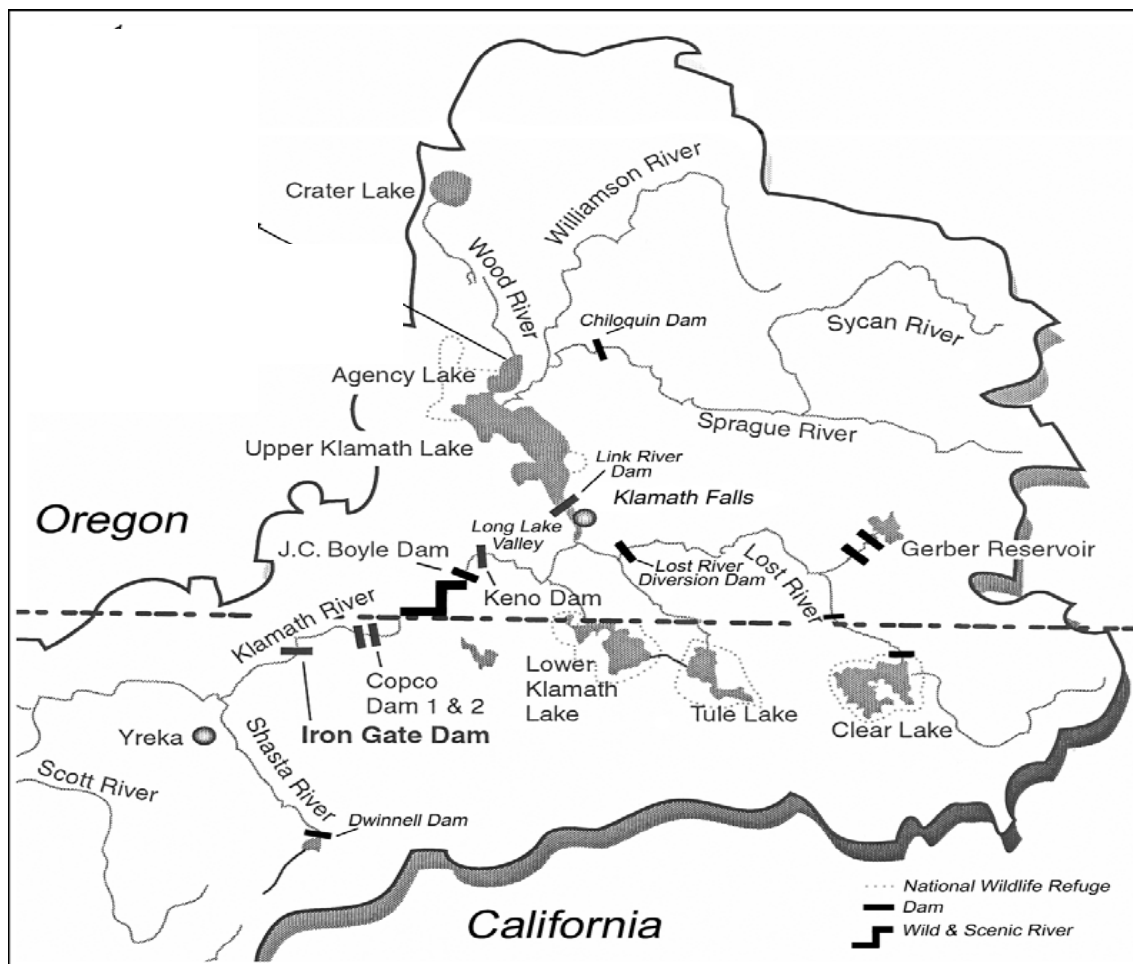 Crater Lake
Williamson River
Wood River
Chiloquin Dam
Sycan River
Agency Lake
Sprague River
Upper Klamath Lake
Link River
Dam
Klamath Falls
Oregon
Long Lake
Valley
J.C. Boyle Dam
Lost River
Diversion Dam
Lost River
Gerber Reservoir
Keno Dam
Klamath River
Copco
Dam 1 & 2
Lower
Klamath
Lake
Tule Lake
Clear Lake
Iron Gate Dam
Yreka
Shasta River
Scott River
Dwinnell Dam
California
National Wildlife Refuge
Dam
Wild & Scenic River